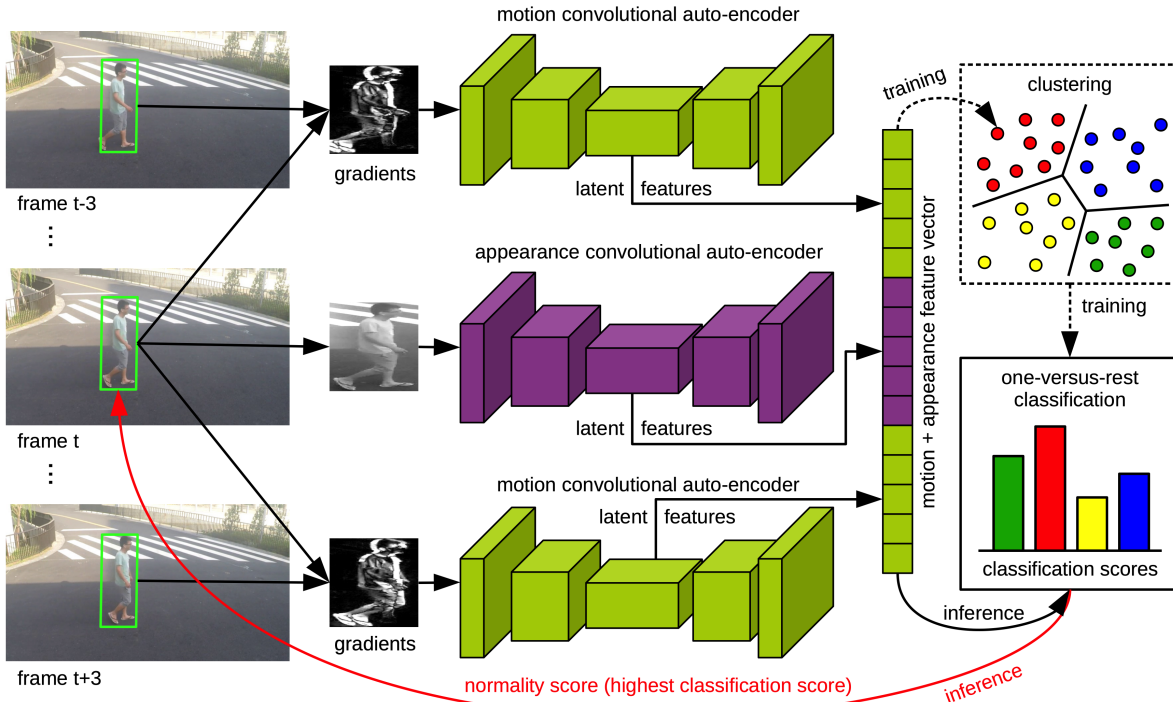 motion convolutional auto-encoder
frame t-3
gradients
latent features
training
clustering
appearance convolutional auto-encoder
frame t
latent features
motion + appearance feature vector
training
one-versus-rest
classification
classification scores
motion convolutional auto-encoder
latent features
frame t+3
gradients
inference
normality score (highest classification score)
inference